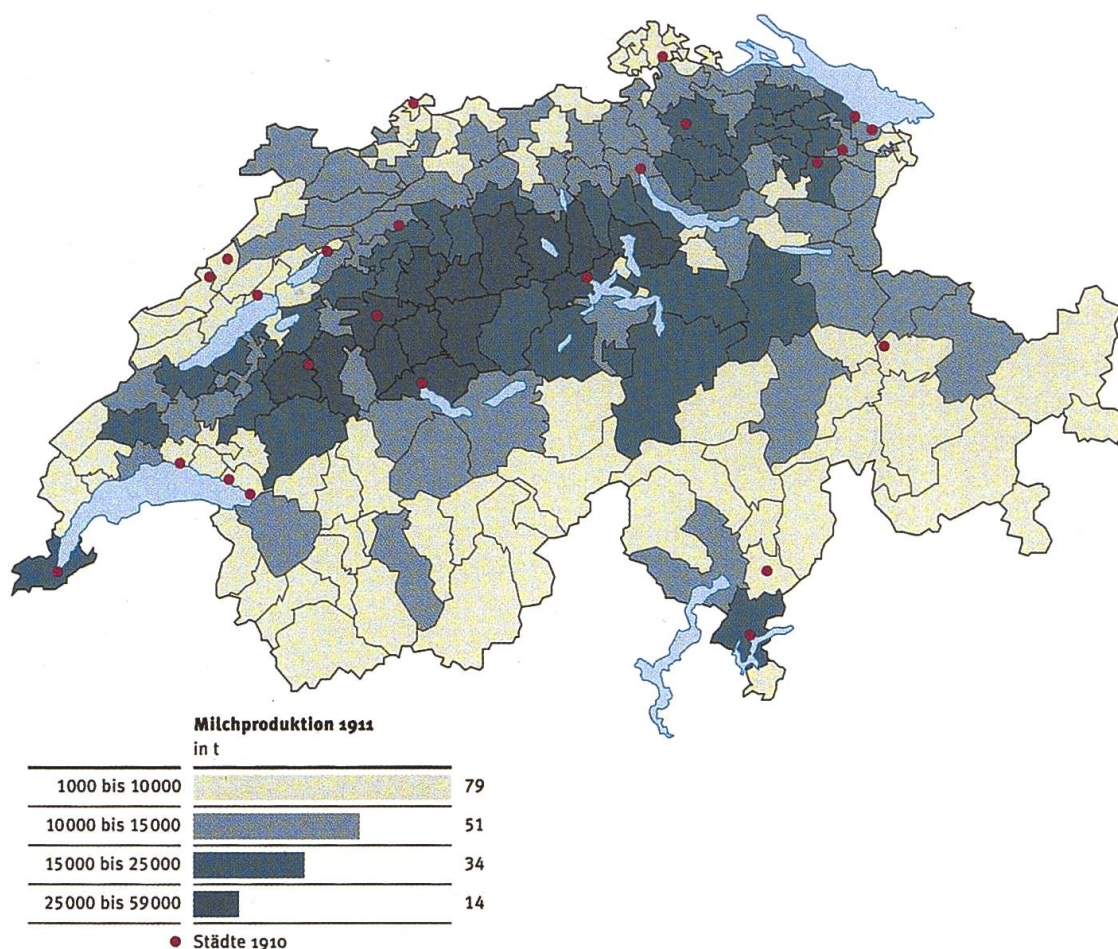 Milchproduktion 1911
in t
1000 bis 10000 79
10000 bis 15000 51
15000 bis 25000 34
25000 bis 59000 14
Städte 1910